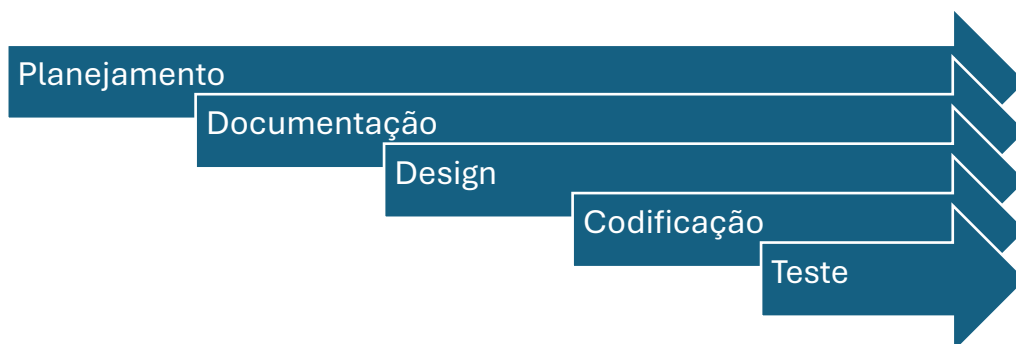 Planejamento
Documentação
Design
Codificação
Teste